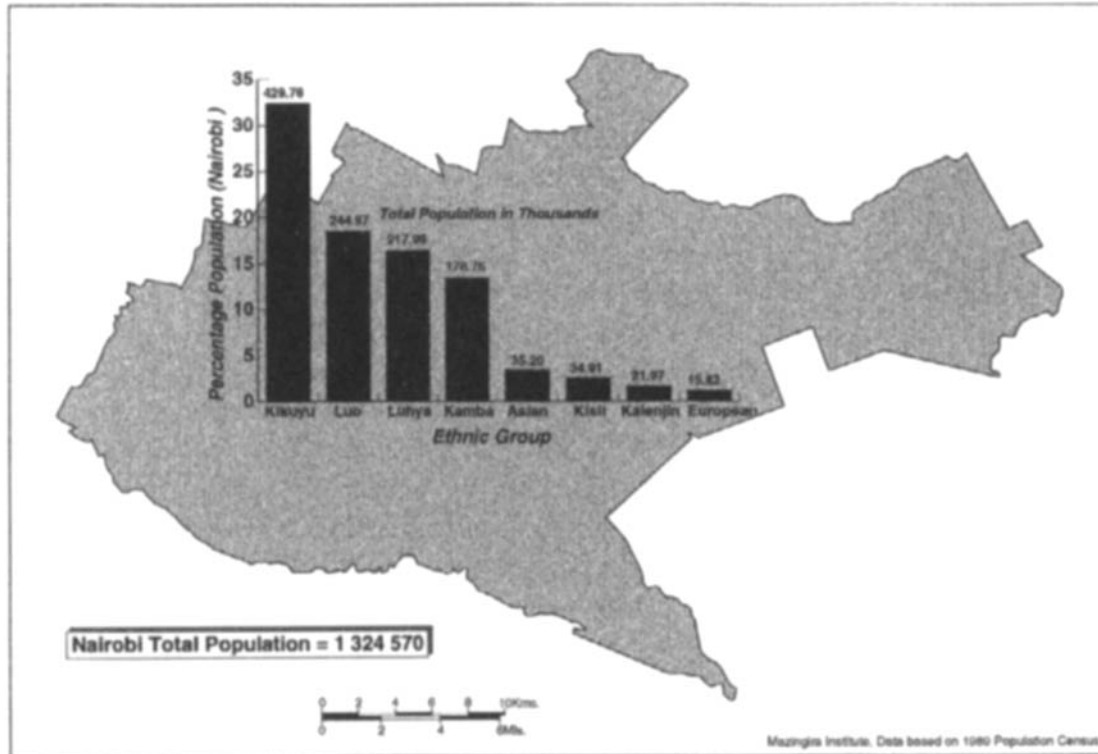 35
30
25
20
15
10
5
0
Percentage Population (Nairobi)
429.76
244.97
217.99
178.75
35.20
34.91
21.97
15.83
Total Population in Thousands
Kikuyu Luo Luhya Kamba Asian Kisii Kalenjin European
Ethnic Group
Nairobi Total Population = 1 324 570
0 2 4 6 8 10Kms.
0 2 4 6Mls.
Mazingira Institute, Data based on 1989 Population Census